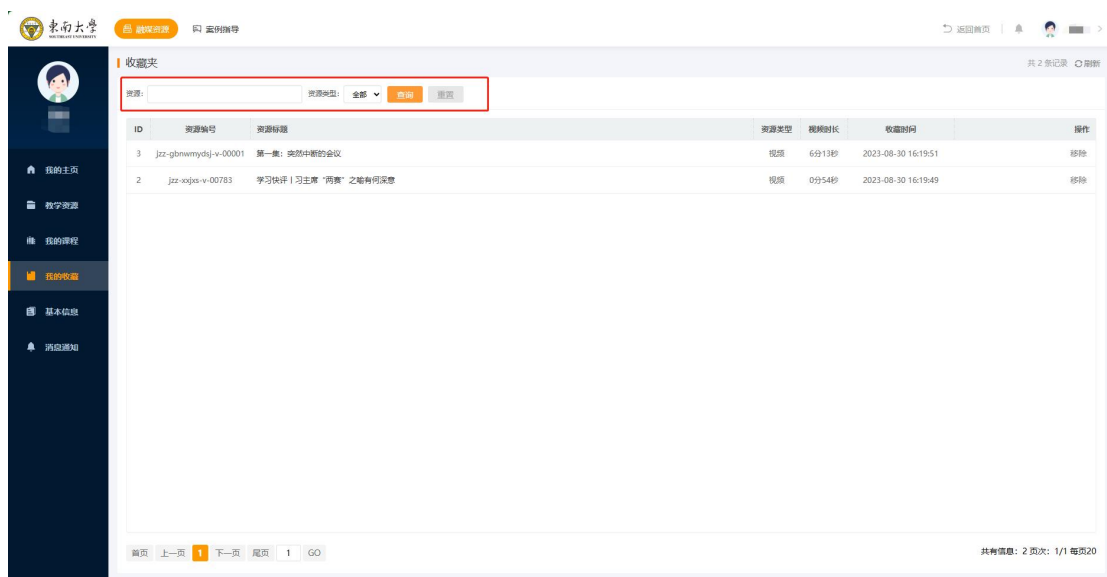 东南大学
SOUTHEAST UNIVERSITY
融媒资源 案例指导 返回首页
收藏夹 共 2 条记录 刷新
资源: 资源类型: 全部 查询 重置
ID 资源编号 资源标题 资源类型 视频时长 收藏时间 操作
3 jzz-gbnwmydsj-v-00001 第一集：突然中断的会议 视频 6分13秒 2023-08-30 16:19:51 移除
2 jzz-xxjxs-v-00783 学习快评丨习主席“两赛”之喻有何深意 视频 0分54秒 2023-08-30 16:19:49 移除
我的主页
教学资源
我的课程
我的收藏
基本信息
消息通知
首页 上一页 1 下一页 尾页 1 GO 共有信息：2 页次：1/1 每页20